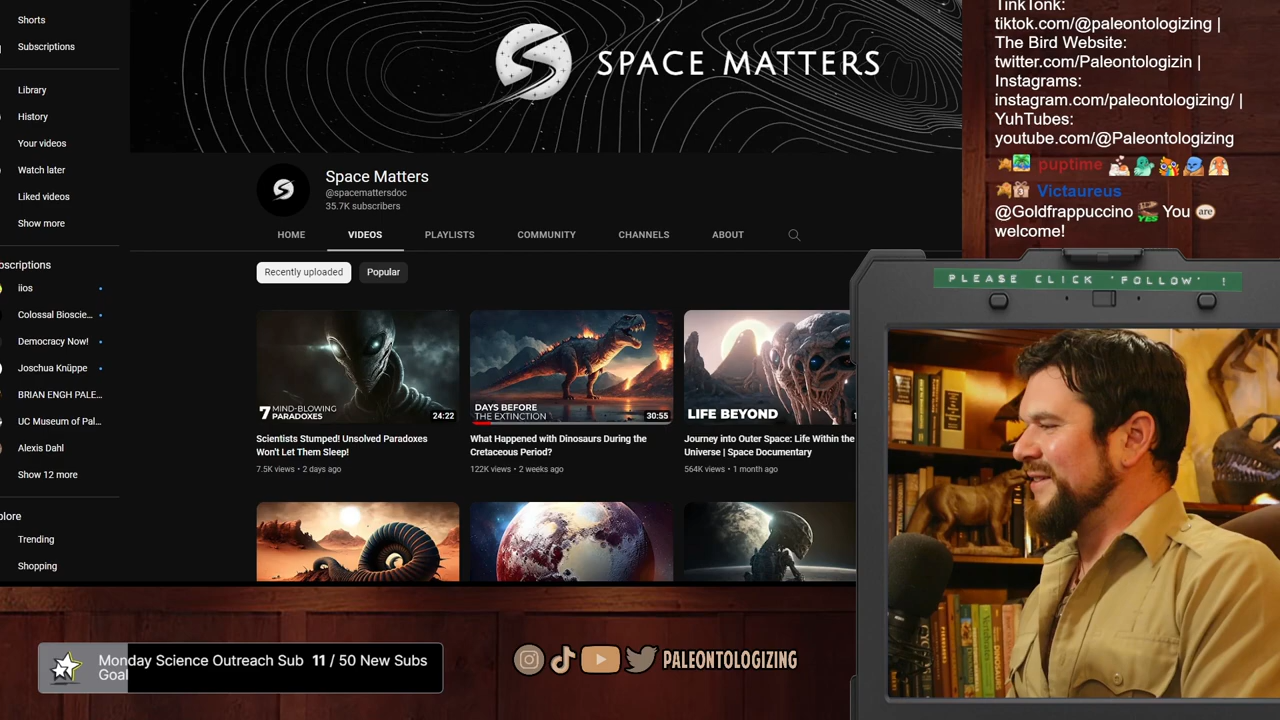 Shorts
Subscriptions
Library
History
Your videos
Watch later
Liked videos
Show more
bscriptions
iios
Colossal Bioscie...
Democracy Now!
Joschua Knüppe
BRIAN ENGH PALE...
UC Museum of Pal...
Alexis Dahl
Show 12 more
plore
Trending
Shopping
SPACE MATTERS
Space Matters
@spacemattersdoc
35.7K subscribers
HOME
VIDEOS
PLAYLISTS
COMMUNITY
CHANNELS
ABOUT
Recently uploaded
Popular
7 MIND-BLOWING
PARADOXES
24:22
Scientists Stumped! Unsolved Paradoxes
Won't Let Them Sleep!
7.5K views • 2 days ago
DAYS BEFORE
THE EXTINCTION
30:55
What Happened with Dinosaurs During the
Cretaceous Period?
122K views • 2 weeks ago
LIFE BEYOND
Journey into Outer Space: Life Within the
Universe | Space Documentary
564K views • 1 month ago
TinkTonk:
tiktok.com/@paleontologizing |
The Bird Website:
twitter.com/Paleontologizin |
Instagrams:
instagram.com/paleontologizing/ |
YuhTubes:
youtube.com/@Paleontologizing
puptime
Victaureus
@Goldfrappuccino YES You are
welcome!
PLEASE CLICK 'FOLLOW' !
Monday Science Outreach Sub
Goal
11 / 50 New Subs
PALEONTOLOGIZING